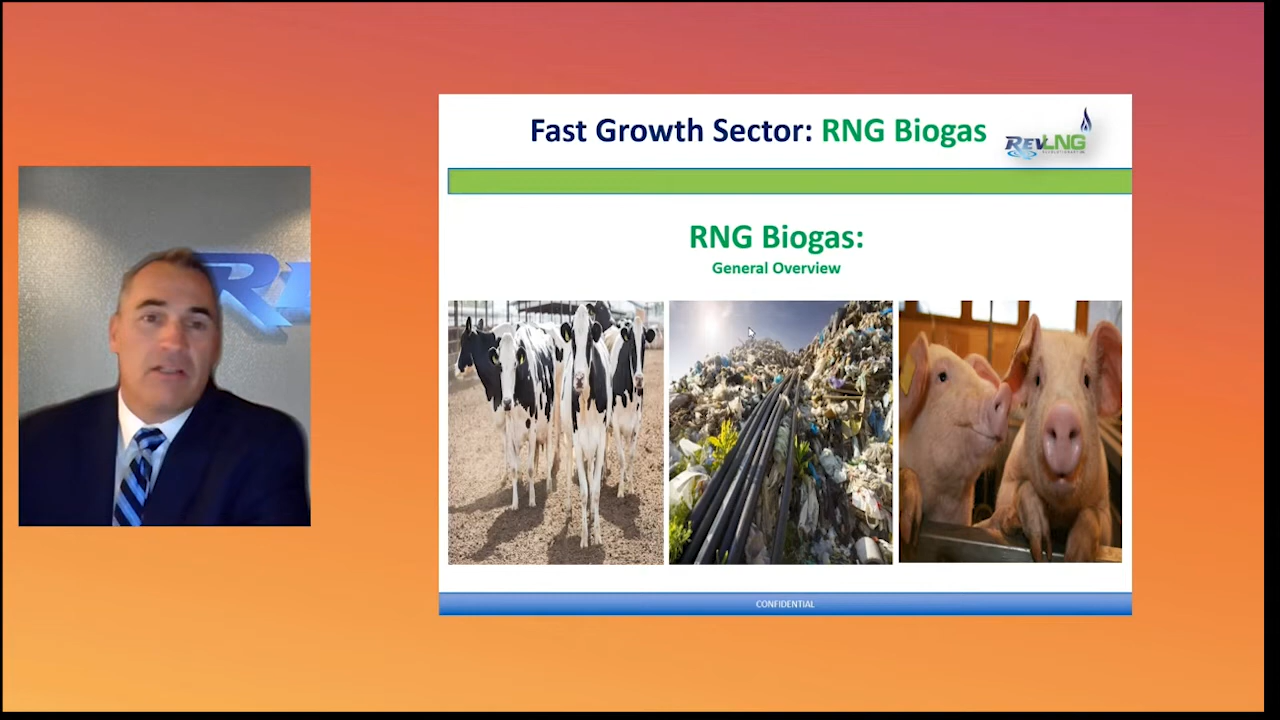 Fast Growth Sector: RNG Biogas
REVLNG
RNG Biogas:
General Overview
CONFIDENTIAL